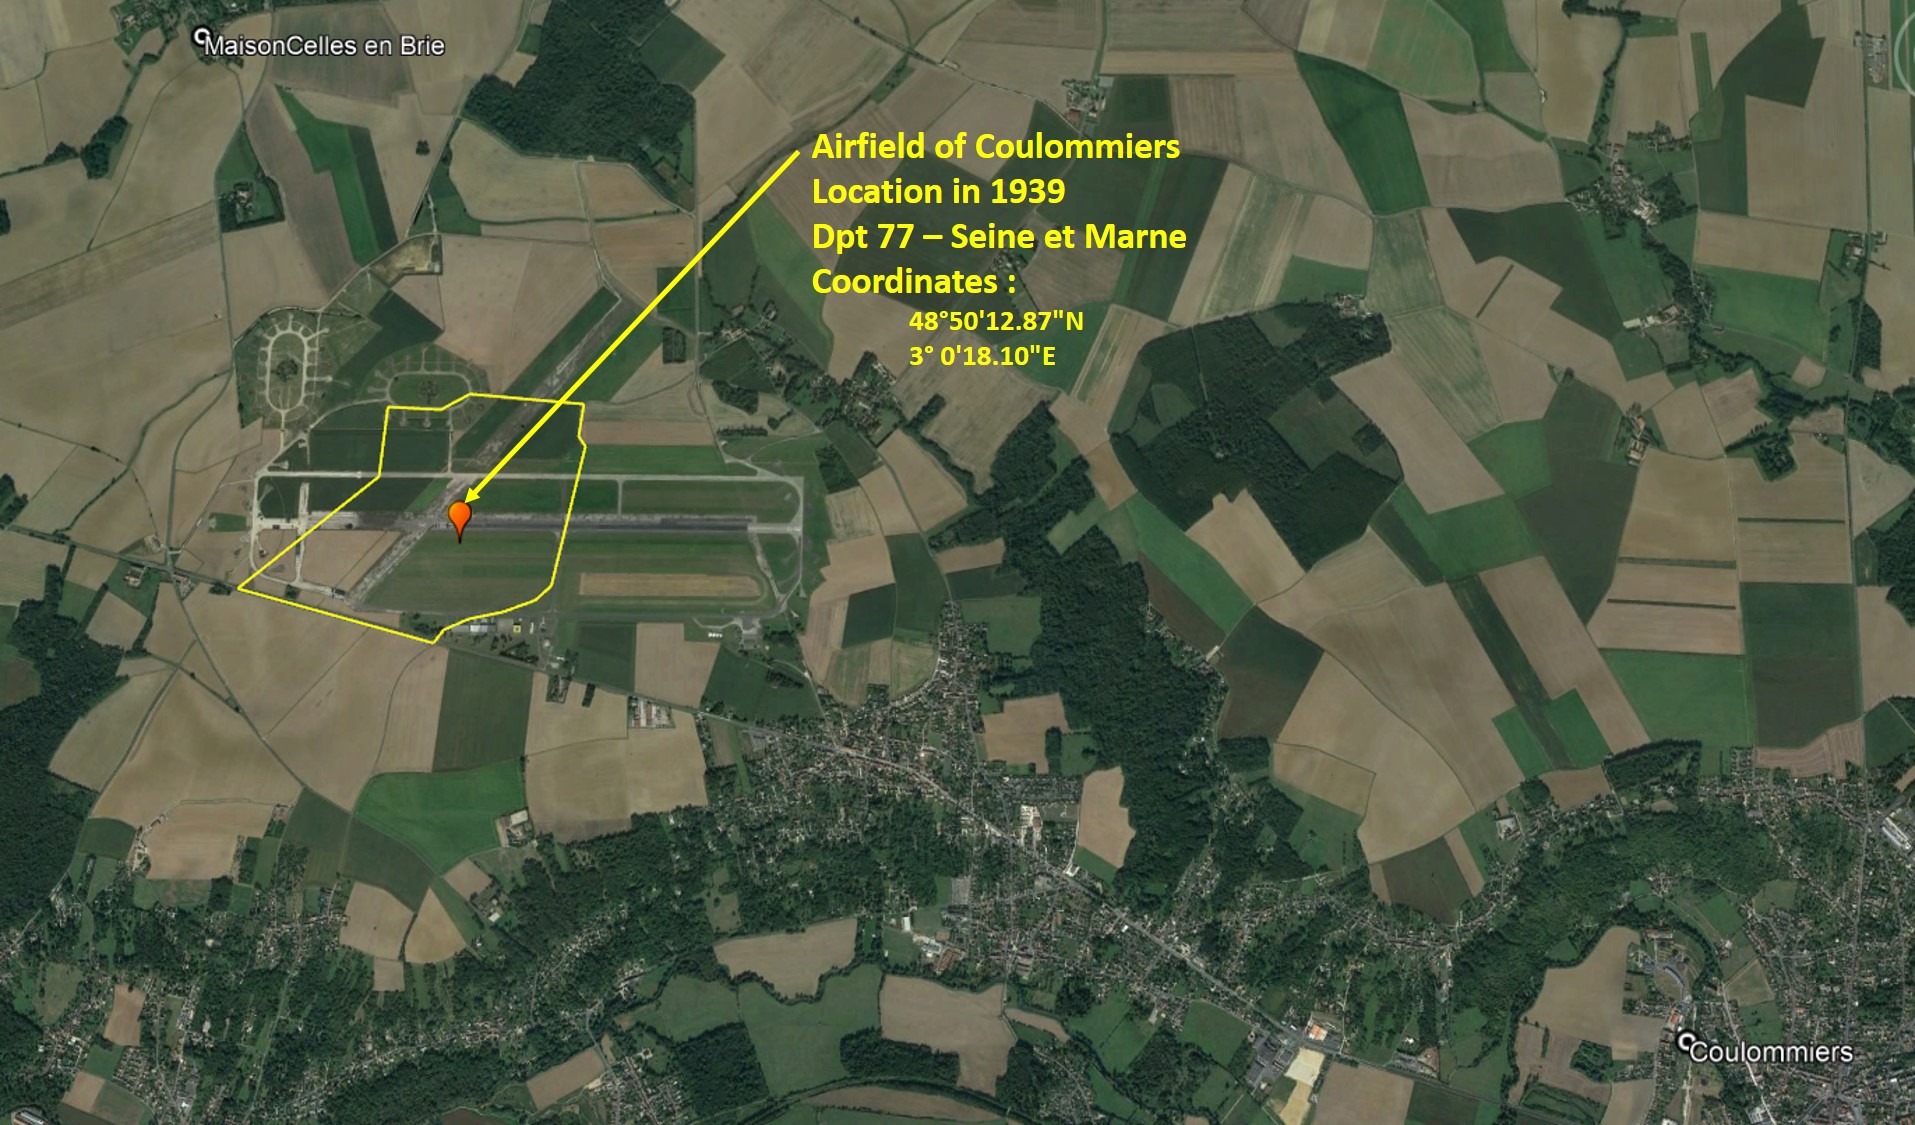 MaisonCelles en Brie
Airfield of Coulommiers
Location in 1939
Dpt 77 – Seine et Marne
Coordinates :
48°50'12.87"N
3° 0'18.10"E
Coulommiers